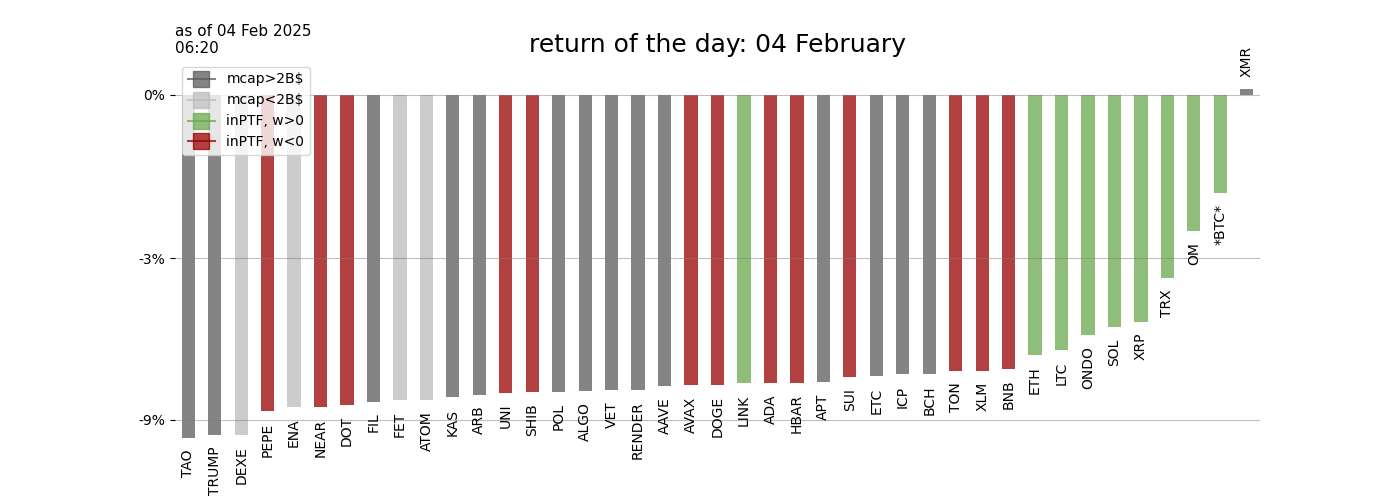 as of 04 Feb 2025
06:20
return of the day: 04 February
mcap>2B$
mcap<2B$
inPTF, w>0
inPTF, w<0
0%
-3%
-9%
TAO
TRUMP
DEXE
PEPE
ENA
NEAR
DOT
FIL
FET
ATOM
KAS
ARB
UNI
SHIB
POL
ALGO
VET
RENDER
AAVE
AVAX
DOGE
LINK
ADA
HBAR
APT
SUI
ETC
ICP
BCH
TON
XLM
BNB
ETH
LTC
ONDO
SOL
XRP
TRX
OM
*BTC*
XMR